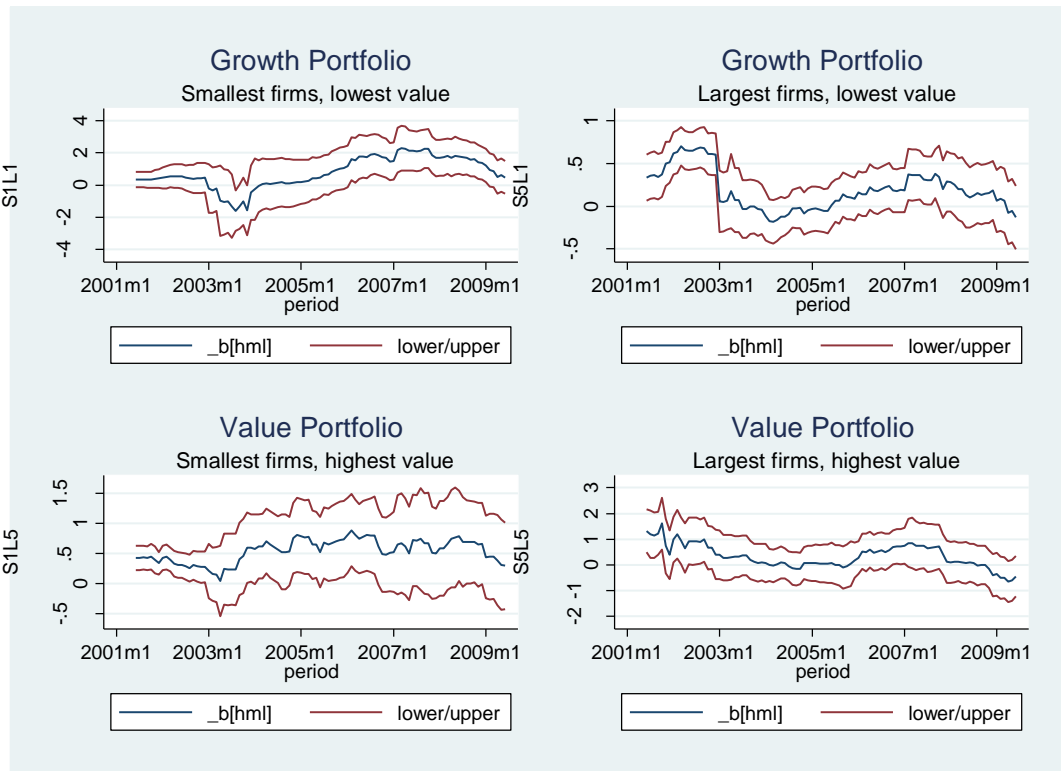 Growth Portfolio
Smallest firms, lowest value
S1L1
4
2
0
-2
-4
2001m1 2003m1 2005m1 2007m1 2009m1
period
_b[hml] lower/upper
Growth Portfolio
Largest firms, lowest value
S5L1
1
.5
0
-.5
2001m1 2003m1 2005m1 2007m1 2009m1
period
_b[hml] lower/upper
Value Portfolio
Smallest firms, highest value
S1L5
1.5
1
.5
0
-.5
2001m1 2003m1 2005m1 2007m1 2009m1
period
_b[hml] lower/upper
Value Portfolio
Largest firms, highest value
S5L5
3
2
1
0
-1
-2
2001m1 2003m1 2005m1 2007m1 2009m1
period
_b[hml] lower/upper